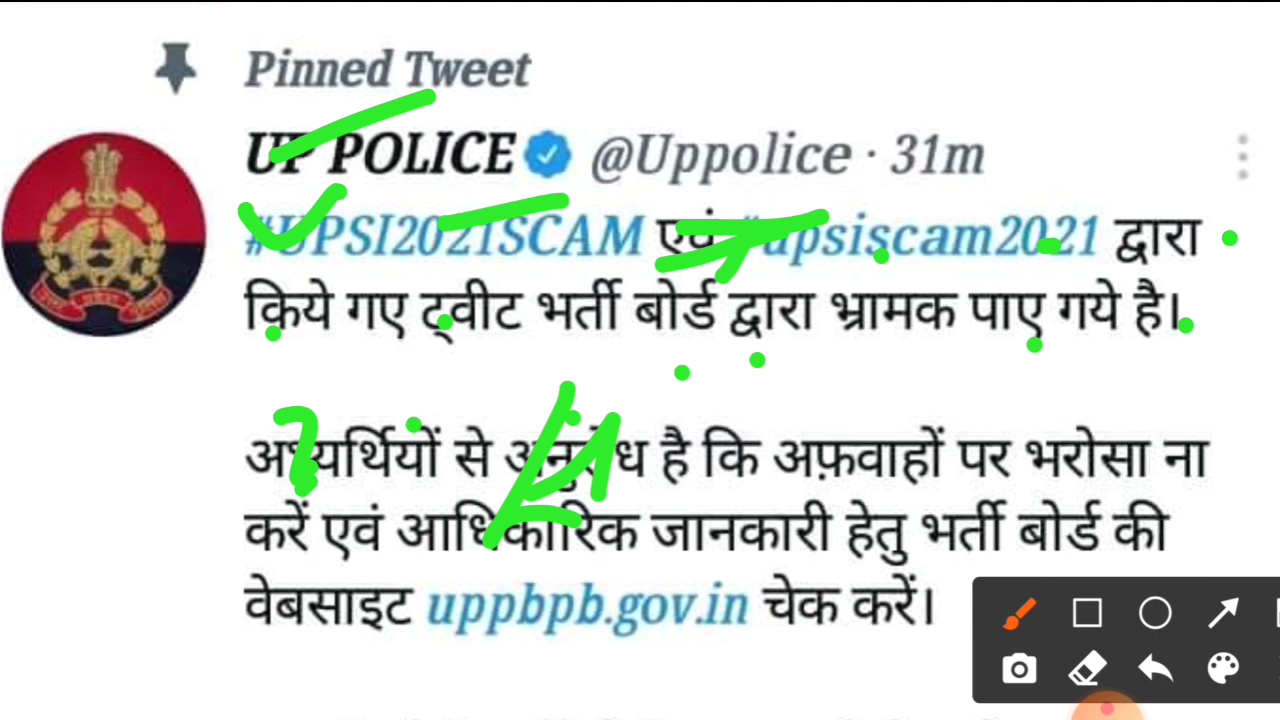 Pinned Tweet
UP POLICE @Uppolice · 31m
#UPSI2021SCAM एवं #upsiscam2021 द्वारा
किये गए ट्वीट भर्ती बोर्ड द्वारा भ्रामक पाए गये है।
अभ्यर्थियों से अनुरोध है कि अफ़वाहों पर भरोसा ना
करें एवं आधिकारिक जानकारी हेतु भर्ती बोर्ड की
वेबसाइट uppbpb.gov.in चेक करें।